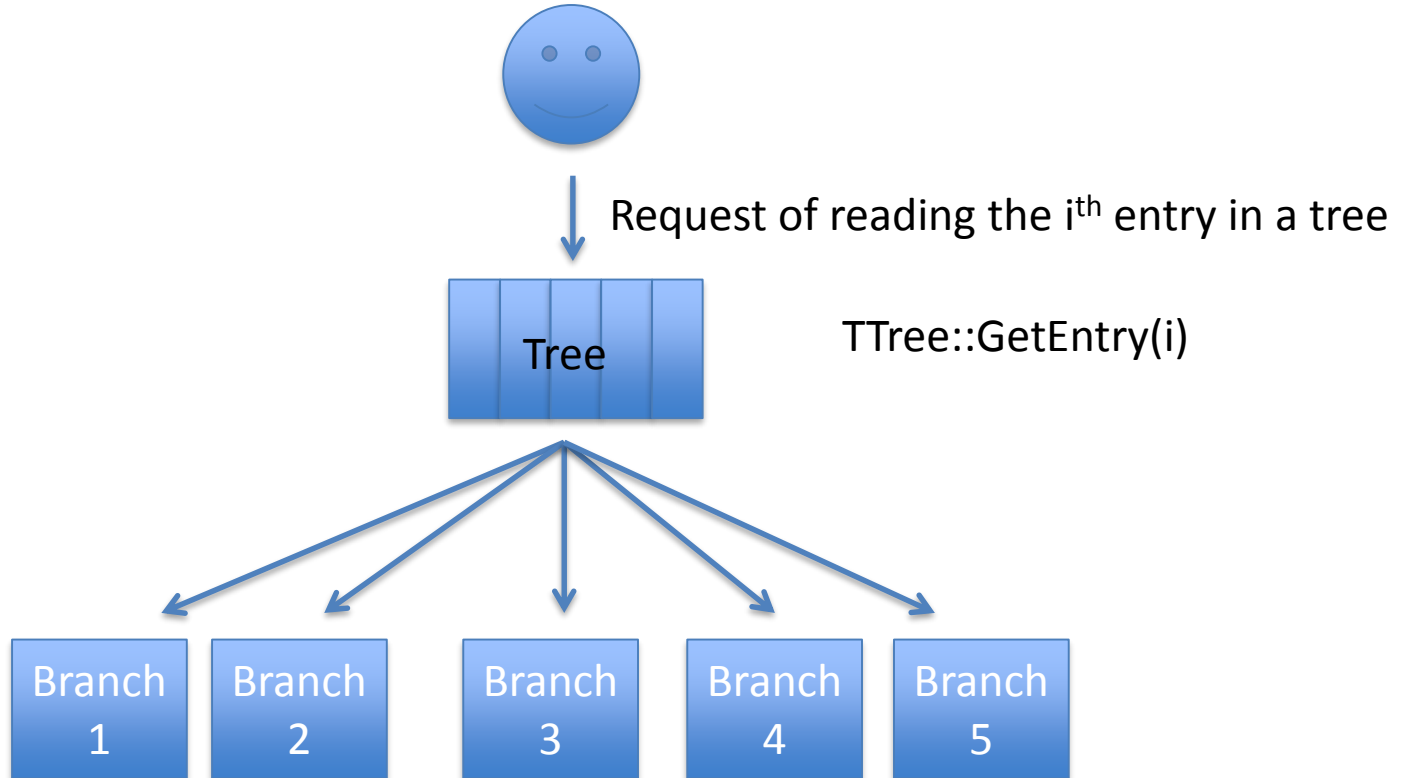 Request of reading the ith entry in a tree
TTree::GetEntry(i)
Tree
Branch
1
Branch
2
Branch
3
Branch
4
Branch
5